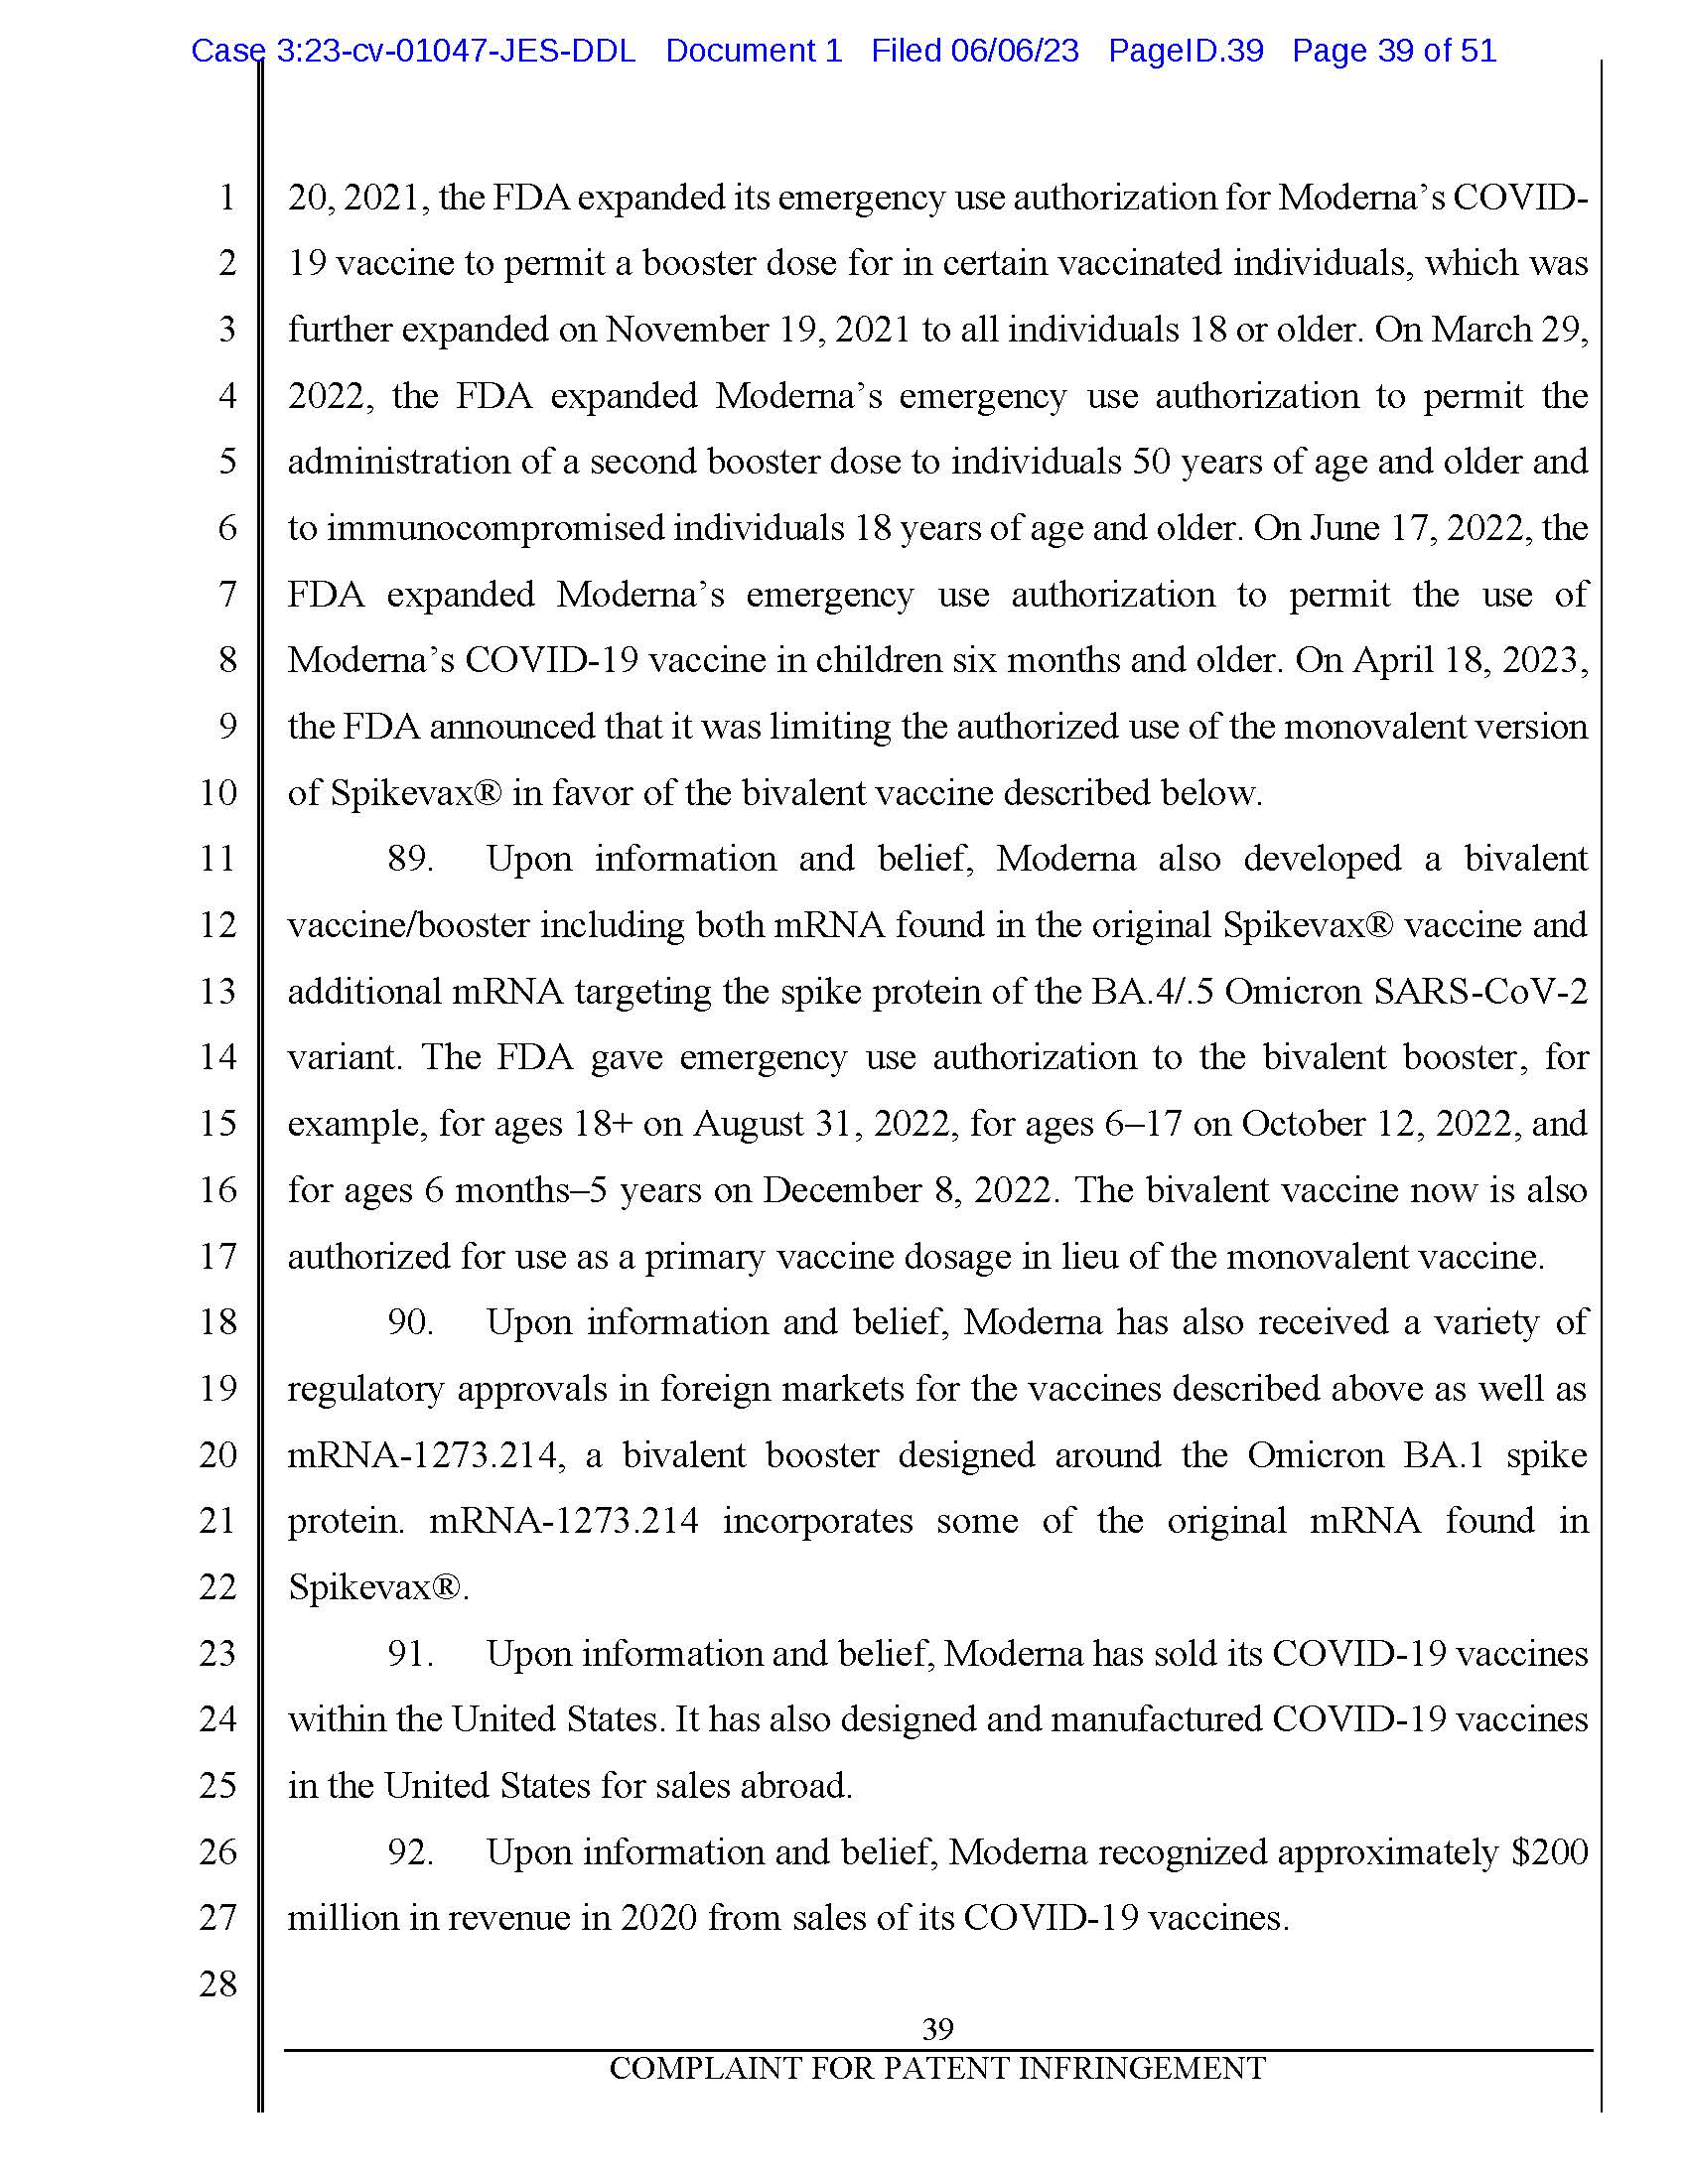 Case 3:23-cv-01047-JES-DDL Document 1 Filed 06/06/23 PageID.39 Page 39 of 51
1 20, 2021, the FDA expanded its emergency use authorization for Moderna’s COVID-
2 19 vaccine to permit a booster dose for in certain vaccinated individuals, which was
3 further expanded on November 19, 2021 to all individuals 18 or older. On March 29,
4 2022, the FDA expanded Moderna’s emergency use authorization to permit the
5 administration of a second booster dose to individuals 50 years of age and older and
6 to immunocompromised individuals 18 years of age and older. On June 17, 2022, the
7 FDA expanded Moderna’s emergency use authorization to permit the use of
8 Moderna’s COVID-19 vaccine in children six months and older. On April 18, 2023,
9 the FDA announced that it was limiting the authorized use of the monovalent version
10 of Spikevax® in favor of the bivalent vaccine described below.
11 89. Upon information and belief, Moderna also developed a bivalent
12 vaccine/booster including both mRNA found in the original Spikevax® vaccine and
13 additional mRNA targeting the spike protein of the BA.4/.5 Omicron SARS-CoV-2
14 variant. The FDA gave emergency use authorization to the bivalent booster, for
15 example, for ages 18+ on August 31, 2022, for ages 6–17 on October 12, 2022, and
16 for ages 6 months–5 years on December 8, 2022. The bivalent vaccine now is also
17 authorized for use as a primary vaccine dosage in lieu of the monovalent vaccine.
18 90. Upon information and belief, Moderna has also received a variety of
19 regulatory approvals in foreign markets for the vaccines described above as well as
20 mRNA-1273.214, a bivalent booster designed around the Omicron BA.1 spike
21 protein. mRNA-1273.214 incorporates some of the original mRNA found in
22 Spikevax®.
23 91. Upon information and belief, Moderna has sold its COVID-19 vaccines
24 within the United States. It has also designed and manufactured COVID-19 vaccines
25 in the United States for sales abroad.
26 92. Upon information and belief, Moderna recognized approximately $200
27 million in revenue in 2020 from sales of its COVID-19 vaccines.
28
39
COMPLAINT FOR PATENT INFRINGEMENT